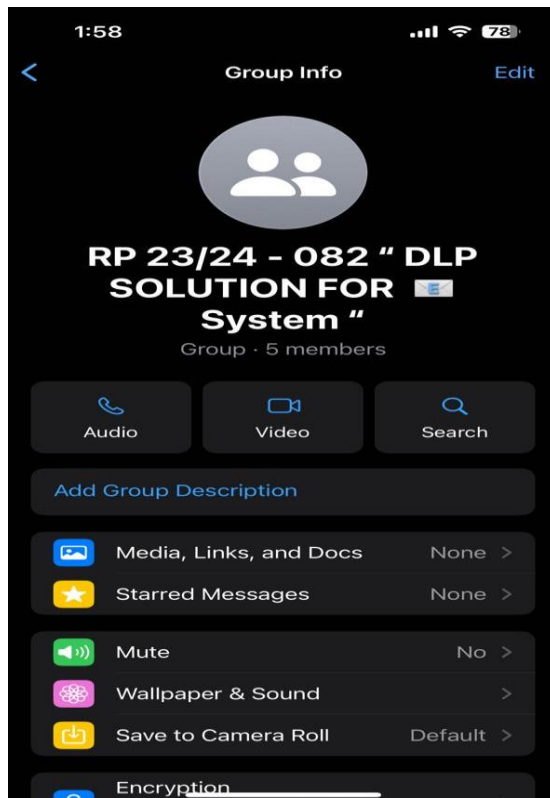 1:58
78
Group Info
Edit
RP 23/24 - 082 “ DLP
SOLUTION FOR 📧
System “
Group · 5 members
Audio
Video
Search
Add Group Description
Media, Links, and Docs
None
Starred Messages
None
Mute
No
Wallpaper & Sound
Save to Camera Roll
Default
Encryption